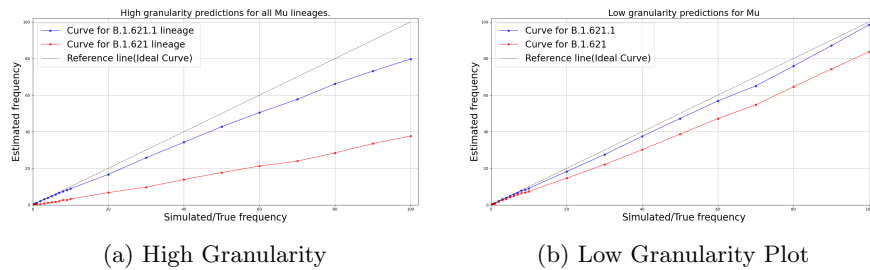 High granularity predictions for all Mu lineages.
Curve for B.1.621.1 lineage
Curve for B.1.621 lineage
Reference line(Ideal Curve)
Estimated frequency
100
80
60
40
20
0
0 20 40 60 80 100
Simulated/True frequency
(a) High Granularity
Low granularity predictions for Mu
Curve for B.1.621.1
Curve for B.1.621
Reference line(Ideal Curve)
Estimated frequency
100
80
60
40
20
0
0 20 40 60 80 100
Simulated/True frequency
(b) Low Granularity Plot